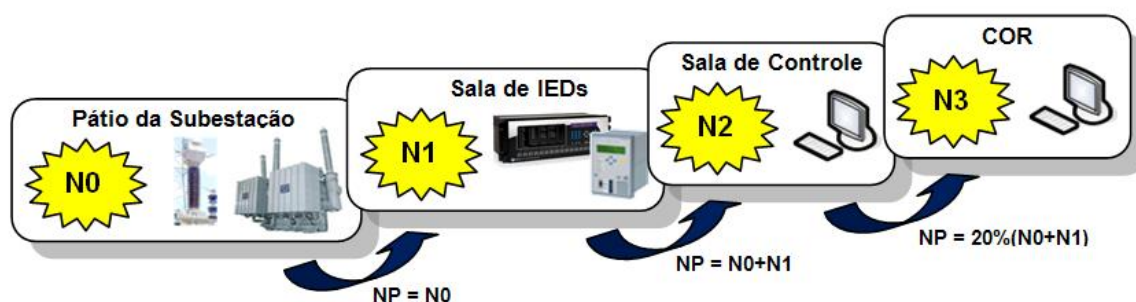 Pátio da Subestação
N0
NP = N0
Sala de IEDs
N1
NP = N0+N1
Sala de Controle
N2
NP = 20%(N0+N1)
COR
N3